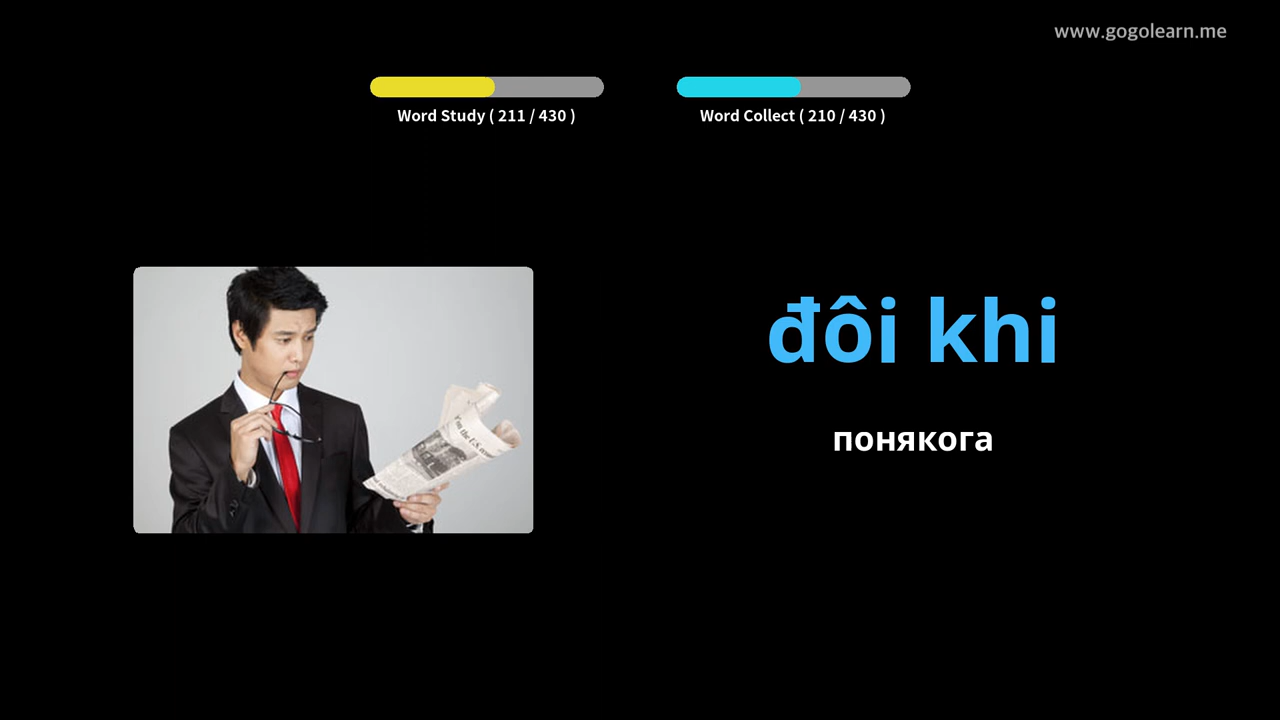 www.gogolearn.me
Word Study ( 211 / 430 )
Word Collect ( 210 / 430 )
đôi khi
понякога